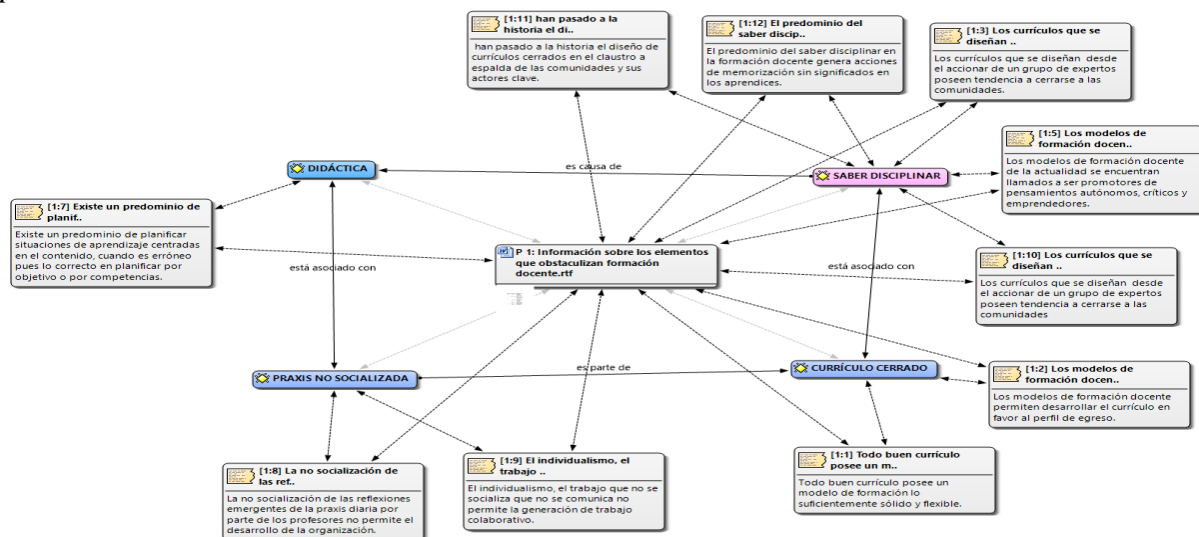 [1:11] han pasado a la
historia el di..
han pasado a la historia el diseño de
currículos cerrados en el claustro a
espalda de las comunidades y sus
actores clave.
[1:12] El predominio del
saber discip..
El predominio del saber disciplinar en
la formación docente genera acciones
de memorización sin significados en
los aprendices.
[1:3] Los currículos que se
diseñan ..
Los currículos que se diseñan desde
el accionar de un grupo de expertos
poseen tendencia a cerrarse a las
comunidades.
[1:5] Los modelos de
formación docen..
Los modelos de formación docente
de la actualidad se encuentran
llamados a ser promotores de
pensamientos autónomos, críticos y
emprendedores.
DIDÁCTICA
es causa de
SABER DISCIPLINAR
[1:7] Existe un predominio de
planif..
Existe un predominio de planificar
situaciones de aprendizaje centradas
en el contenido, cuando es erróneo
pues lo correcto en planificar por
objetivo o por competencias.
está asociado con
P 1: Información sobre los elementos
que obstaculizan formación
docente.rtf
está asociado con
[1:10] Los currículos que se
diseñan ..
Los currículos que se diseñan desde
el accionar de un grupo de expertos
poseen tendencia a cerrarse a las
comunidades
PRAXIS NO SOCIALIZADA
es parte de
CURRÍCULO CERRADO
[1:2] Los modelos de
formación docen..
Los modelos de formación docente
permiten desarrollar el currículo en
favor al perfil de egreso.
[1:8] La no socialización de
las ref..
La no socialización de las reflexiones
emergentes de la praxis diaria por
parte de los profesores no permite el
desarrollo de la organización.
[1:9] El individualismo, el
trabajo ..
El individualismo, el trabajo que no se
socializa que no se comunica no
permite la generación de trabajo
colaborativo.
[1:1] Todo buen currículo
posee un m..
Todo buen currículo posee un
modelo de formación lo
suficientemente sólido y flexible.